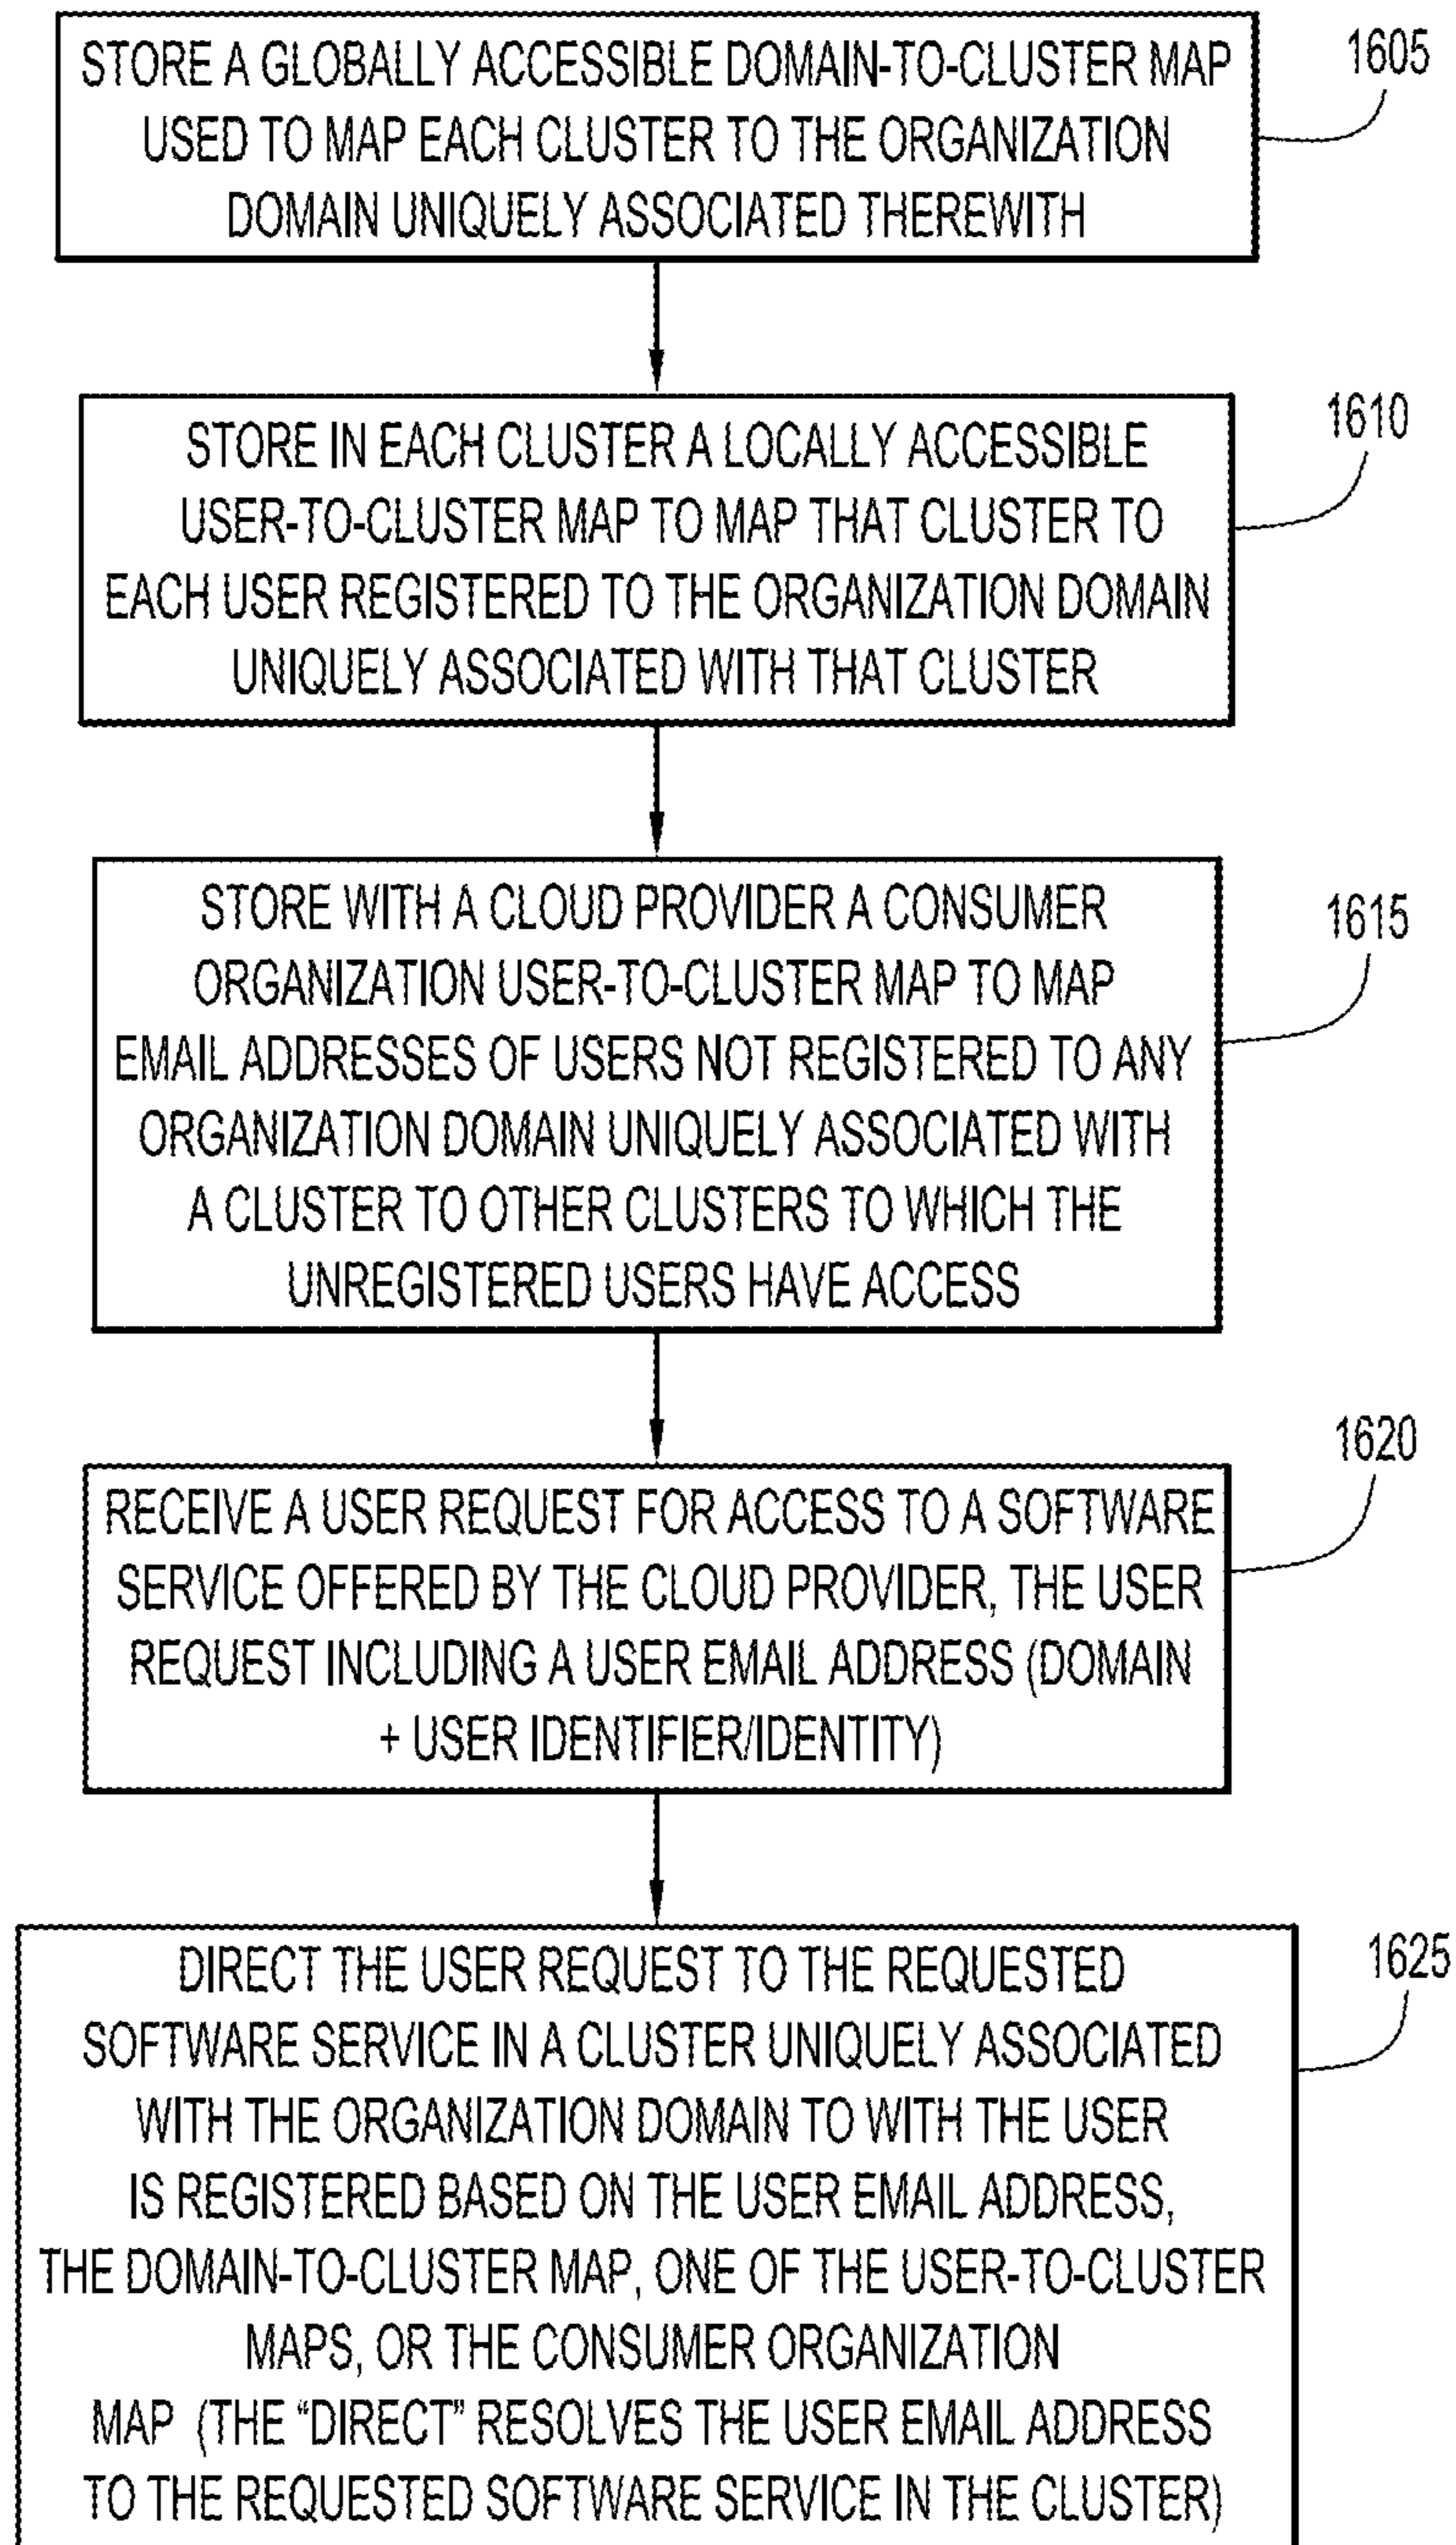 STORE A GLOBALLY ACCESSIBLE DOMAIN-TO-CLUSTER MAP
USED TO MAP EACH CLUSTER TO THE ORGANIZATION
DOMAIN UNIQUELY ASSOCIATED THEREWITH
1605
STORE IN EACH CLUSTER A LOCALLY ACCESSIBLE
USER-TO-CLUSTER MAP TO MAP THAT CLUSTER TO
EACH USER REGISTERED TO THE ORGANIZATION DOMAIN
UNIQUELY ASSOCIATED WITH THAT CLUSTER
1610
STORE WITH A CLOUD PROVIDER A CONSUMER
ORGANIZATION USER-TO-CLUSTER MAP TO MAP
EMAIL ADDRESSES OF USERS NOT REGISTERED TO ANY
ORGANIZATION DOMAIN UNIQUELY ASSOCIATED WITH
A CLUSTER TO OTHER CLUSTERS TO WHICH THE
UNREGISTERED USERS HAVE ACCESS
1615
RECEIVE A USER REQUEST FOR ACCESS TO A SOFTWARE
SERVICE OFFERED BY THE CLOUD PROVIDER, THE USER
REQUEST INCLUDING A USER EMAIL ADDRESS (DOMAIN
+ USER IDENTIFIER/IDENTITY)
1620
DIRECT THE USER REQUEST TO THE REQUESTED
SOFTWARE SERVICE IN A CLUSTER UNIQUELY ASSOCIATED
WITH THE ORGANIZATION DOMAIN TO WITH THE USER
IS REGISTERED BASED ON THE USER EMAIL ADDRESS,
THE DOMAIN-TO-CLUSTER MAP, ONE OF THE USER-TO-CLUSTER
MAPS, OR THE CONSUMER ORGANIZATION
MAP (THE “DIRECT” RESOLVES THE USER EMAIL ADDRESS
TO THE REQUESTED SOFTWARE SERVICE IN THE CLUSTER)
1625